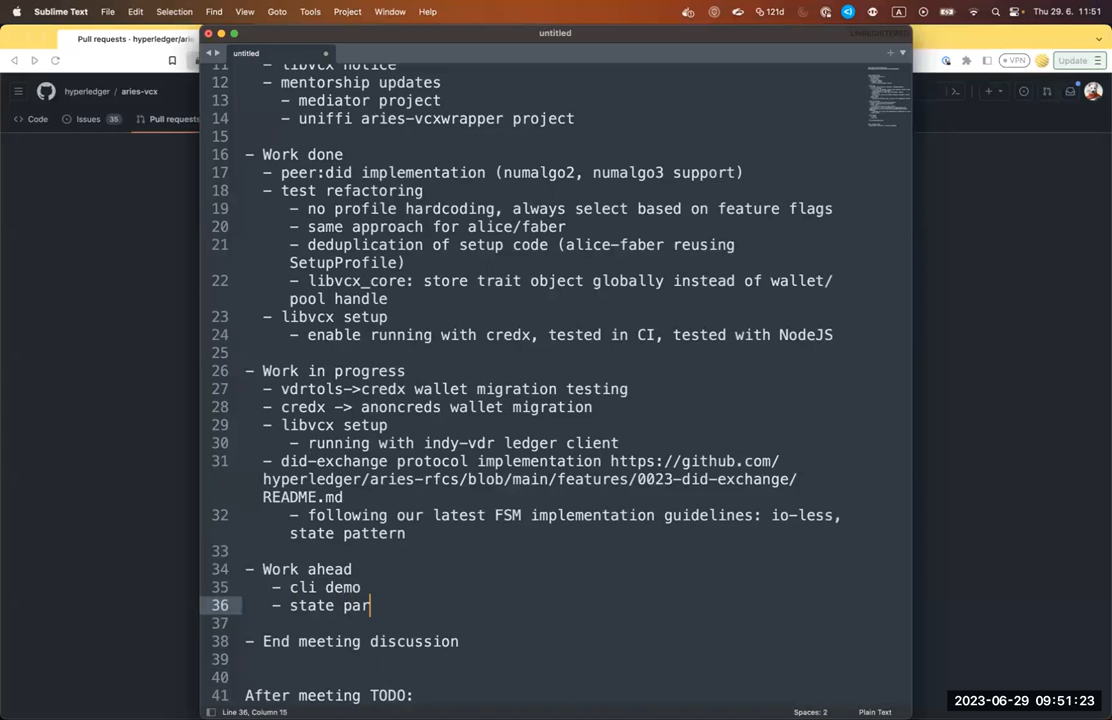 Sublime Text File Edit Selection Find View Goto Tools Project Window Help 121d A Thu 29. 6. 11:51
untitled
UNREGISTERED
Pull requests · hyperledger/aries
untitled
VPN
Update
hyperledger / aries-vcx
Code Issues 35 Pull requests
11 - libvcx notice
12 - mentorship updates
13 - mediator project
14 - uniffi aries-vcxwrapper project
15
16 - Work done
17 - peer:did implementation (numalgo2, numalgo3 support)
18 - test refactoring
19 - no profile hardcoding, always select based on feature flags
20 - same approach for alice/faber
21 - deduplication of setup code (alice-faber reusing
SetupProfile)
22 - libvcx_core: store trait object globally instead of wallet/
pool handle
23 - libvcx setup
24 - enable running with credx, tested in CI, tested with NodeJS
25
26 - Work in progress
27 - vdrtols->credx wallet migration testing
28 - credx -> anoncreds wallet migration
29 - libvcx setup
30 - running with indy-vdr ledger client
31 - did-exchange protocol implementation https://github.com/
hyperledger/aries-rfcs/blob/main/features/0023-did-exchange/
README.md
32 - following our latest FSM implementation guidelines: io-less,
state pattern
33
34 - Work ahead
35 - cli demo
36 - state par
37
38 - End meeting discussion
39
40
41 After meeting TODO:
Line 36, Column 15 Spaces: 2 Plain Text
2023-06-29 09:51:23